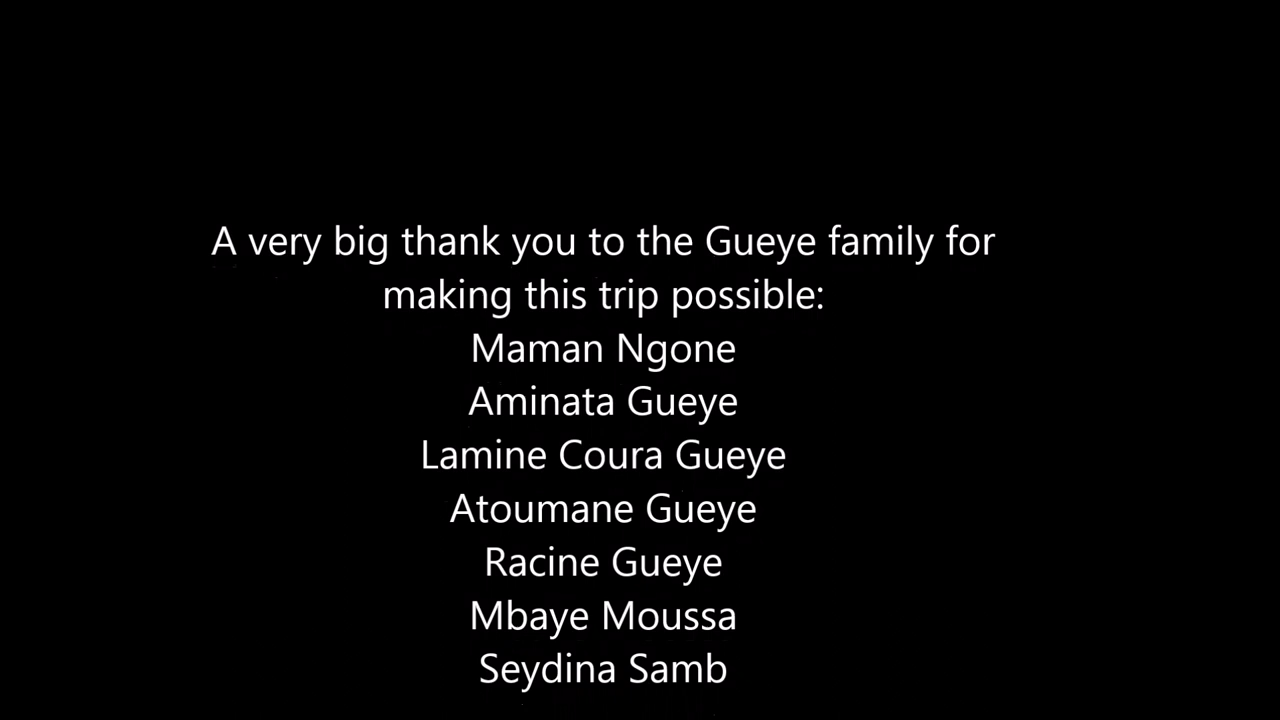 A very big thank you to the Gueye family for
making this trip possible:
Maman Ngone
Aminata Gueye
Lamine Coura Gueye
Atoumane Gueye
Racine Gueye
Mbaye Moussa
Seydina Samb